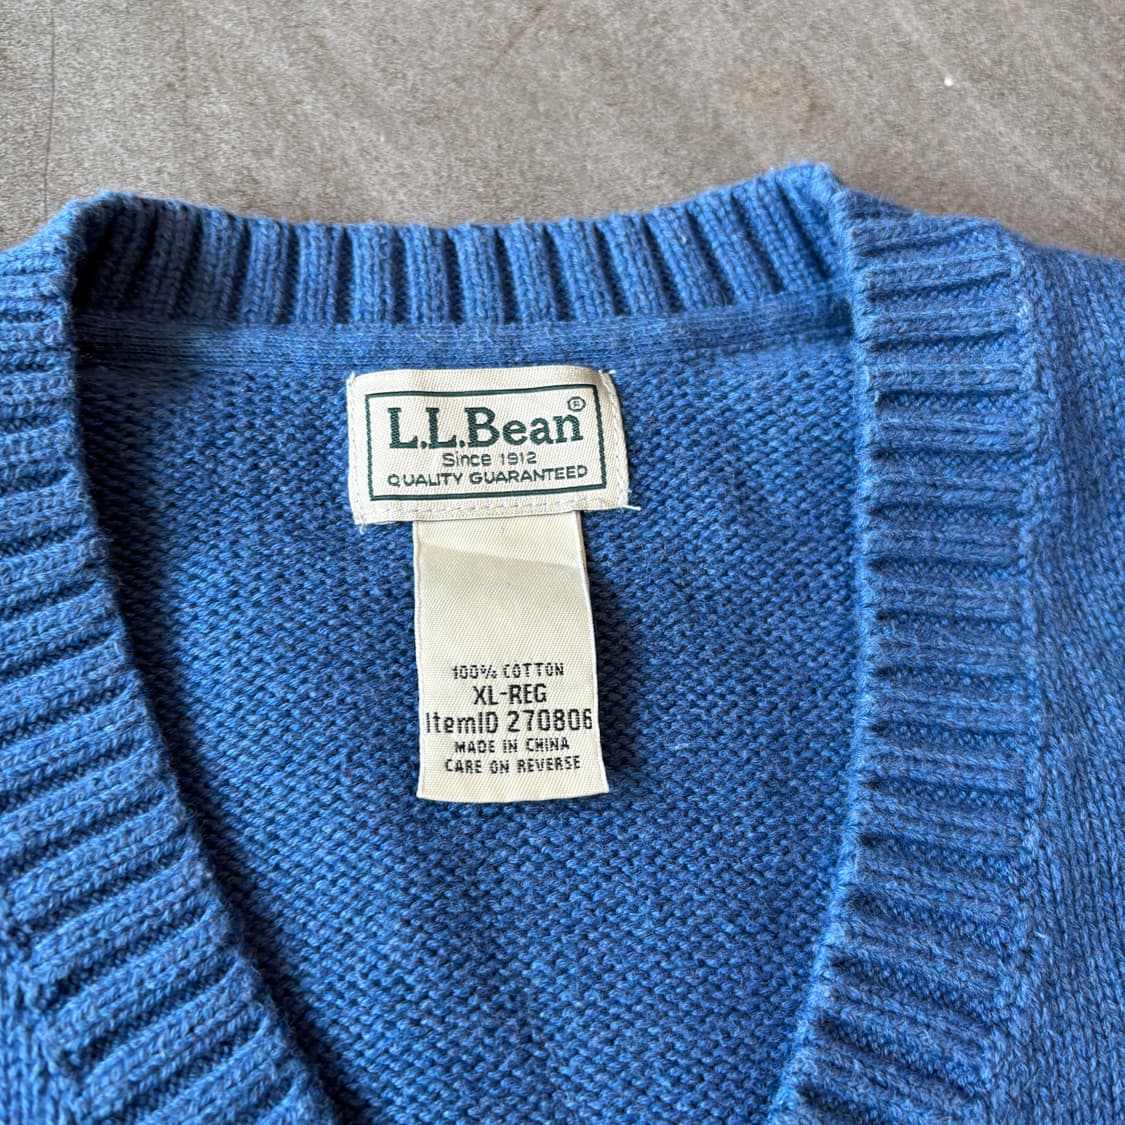 L.L.Bean®
Since 1912
QUALITY GUARANTEED
100% COTTON
XL-REG
ItemID 270806
MADE IN CHINA
CARE ON REVERSE